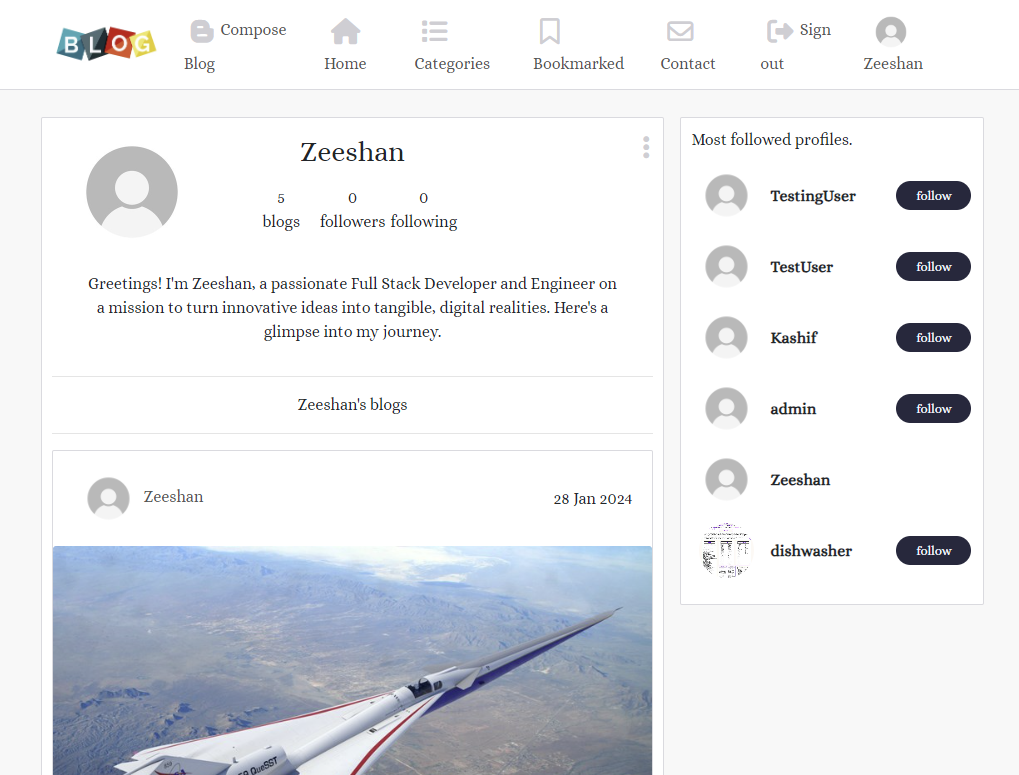 BLOG
Compose Blog
Home
Categories
Bookmarked
Contact
Sign out
Zeeshan
Zeeshan
5 0 0
blogs followers following
Greetings! I'm Zeeshan, a passionate Full Stack Developer and Engineer on
a mission to turn innovative ideas into tangible, digital realities. Here's a
glimpse into my journey.
Zeeshan's blogs
Zeeshan 28 Jan 2024
QueSST
Most followed profiles.
TestingUser follow
TestUser follow
Kashif follow
admin follow
Zeeshan
dishwasher follow